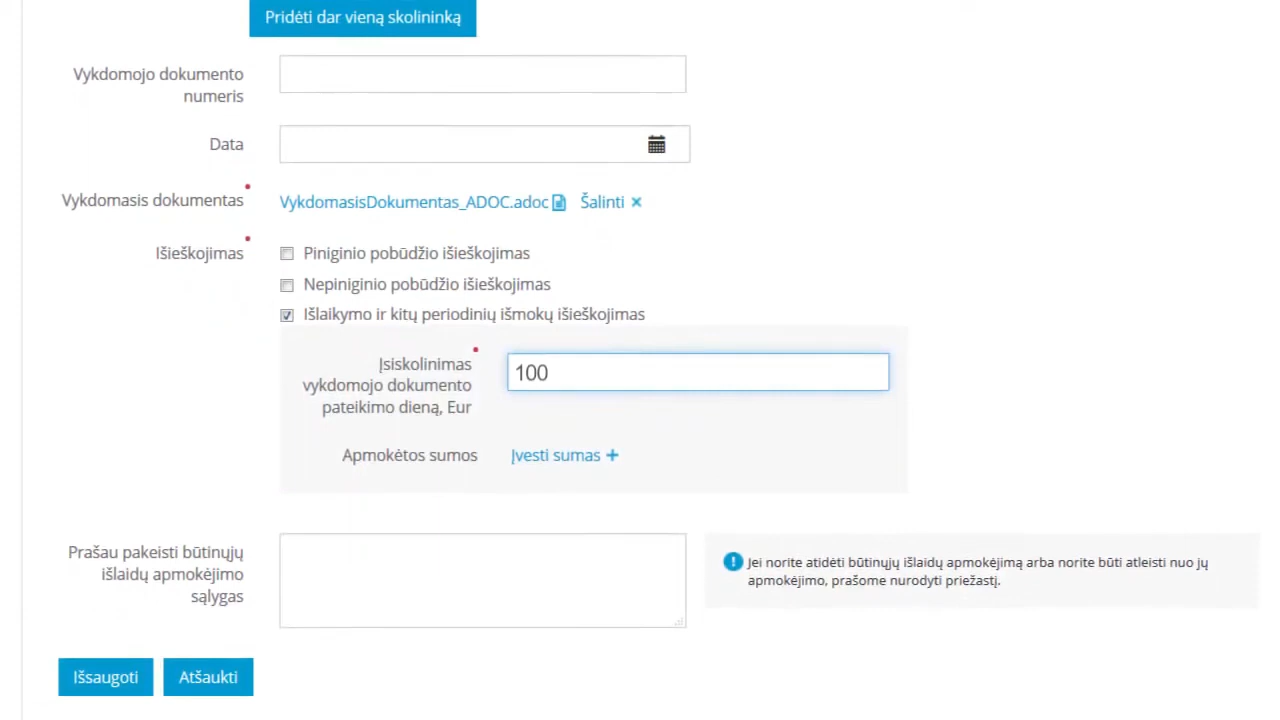 Pridėti dar vieną skolininką
Vykdomojo dokumento
numeris
Data
Vykdomasis dokumentas
VykdomasisDokumentas_ADOC.adoc Šalinti ×
Išieškojimas
Piniginio pobūdžio išieškojimas
Nepiniginio pobūdžio išieškojimas
Išlaikymo ir kitų periodinių išmokų išieškojimas
Įsiskolinimas
vykdomojo dokumento
pateikimo dieną, Eur
100
Apmokėtos sumos
Įvesti sumas +
Prašau pakeisti būtinųjų
išlaidų apmokėjimo
sąlygas
Jei norite atidėti būtinųjų išlaidų apmokėjimą arba norite būti atleisti nuo jų
apmokėjimo, prašome nurodyti priežastį.
Išsaugoti
Atšaukti